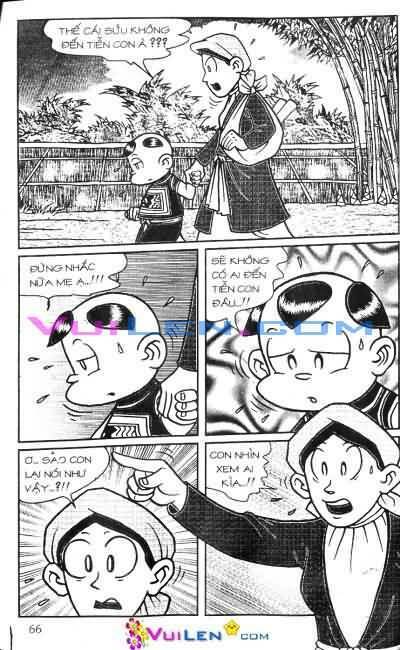 THẾ CÁI SỬU KHÔNG
ĐẾN TIỄN CON À ???
ĐỪNG NHẮC
NỮA MẸ Ạ...!!!
SẼ KHÔNG
CÓ AI ĐẾN
TIỄN CON
ĐÂU...!!
VUILEN.COM
Ơ... SAO CON
LẠI NÓI NHƯ
VẬY...?!!
CON NHÌN
XEM AI
KÌA...!!
66
VUILEN.COM